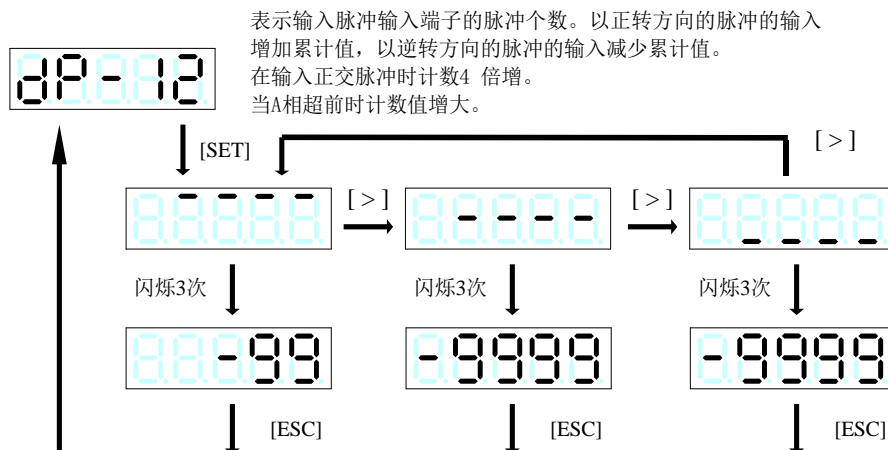 表示输入脉冲输入端子的脉冲个数。以正转方向的脉冲的输入
增加累计值，以逆转方向的脉冲的输入减少累计值。
在输入正交脉冲时计数4 倍增。
当A相超前时计数值增大。
dP-12
[SET]
[ > ]
----
[ > ]
----
[ > ]
____
闪烁3次
闪烁3次
闪烁3次
-99
-9999
-9999
[ESC]
[ESC]
[ESC]